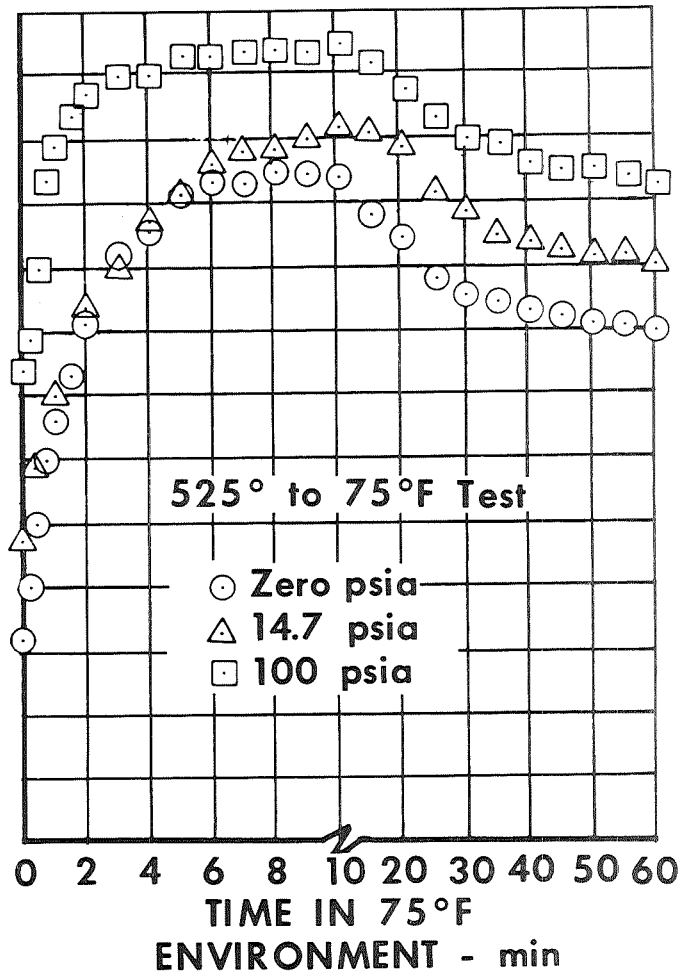 525° to 75°F Test
Zero psia
14.7 psia
100 psia
0 2 4 6 8 10 20 30 40 50 60
TIME IN 75°F
ENVIRONMENT - min